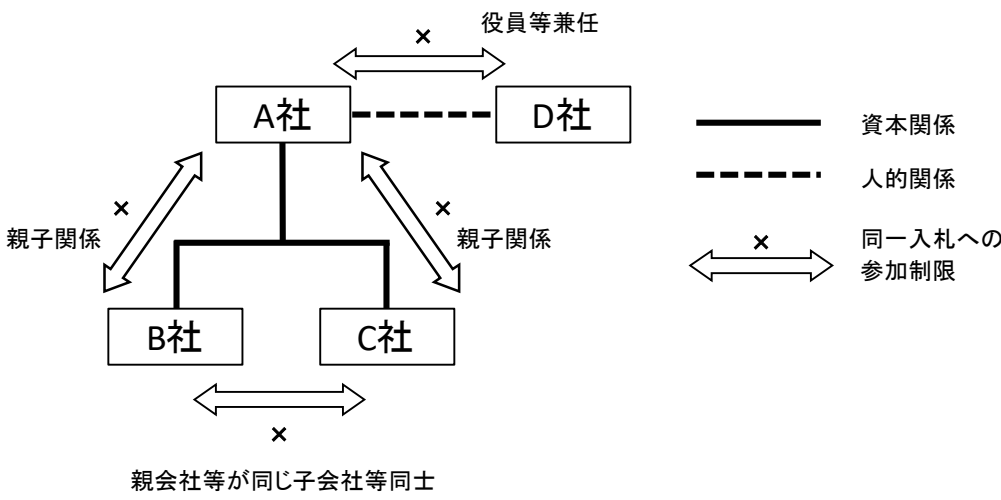 ×
役員等兼任
A社
D社
資本関係
人的関係
×
親子関係
×
親子関係
×
同一入札への
参加制限
B社
C社
×
親会社等が同じ子会社等同士